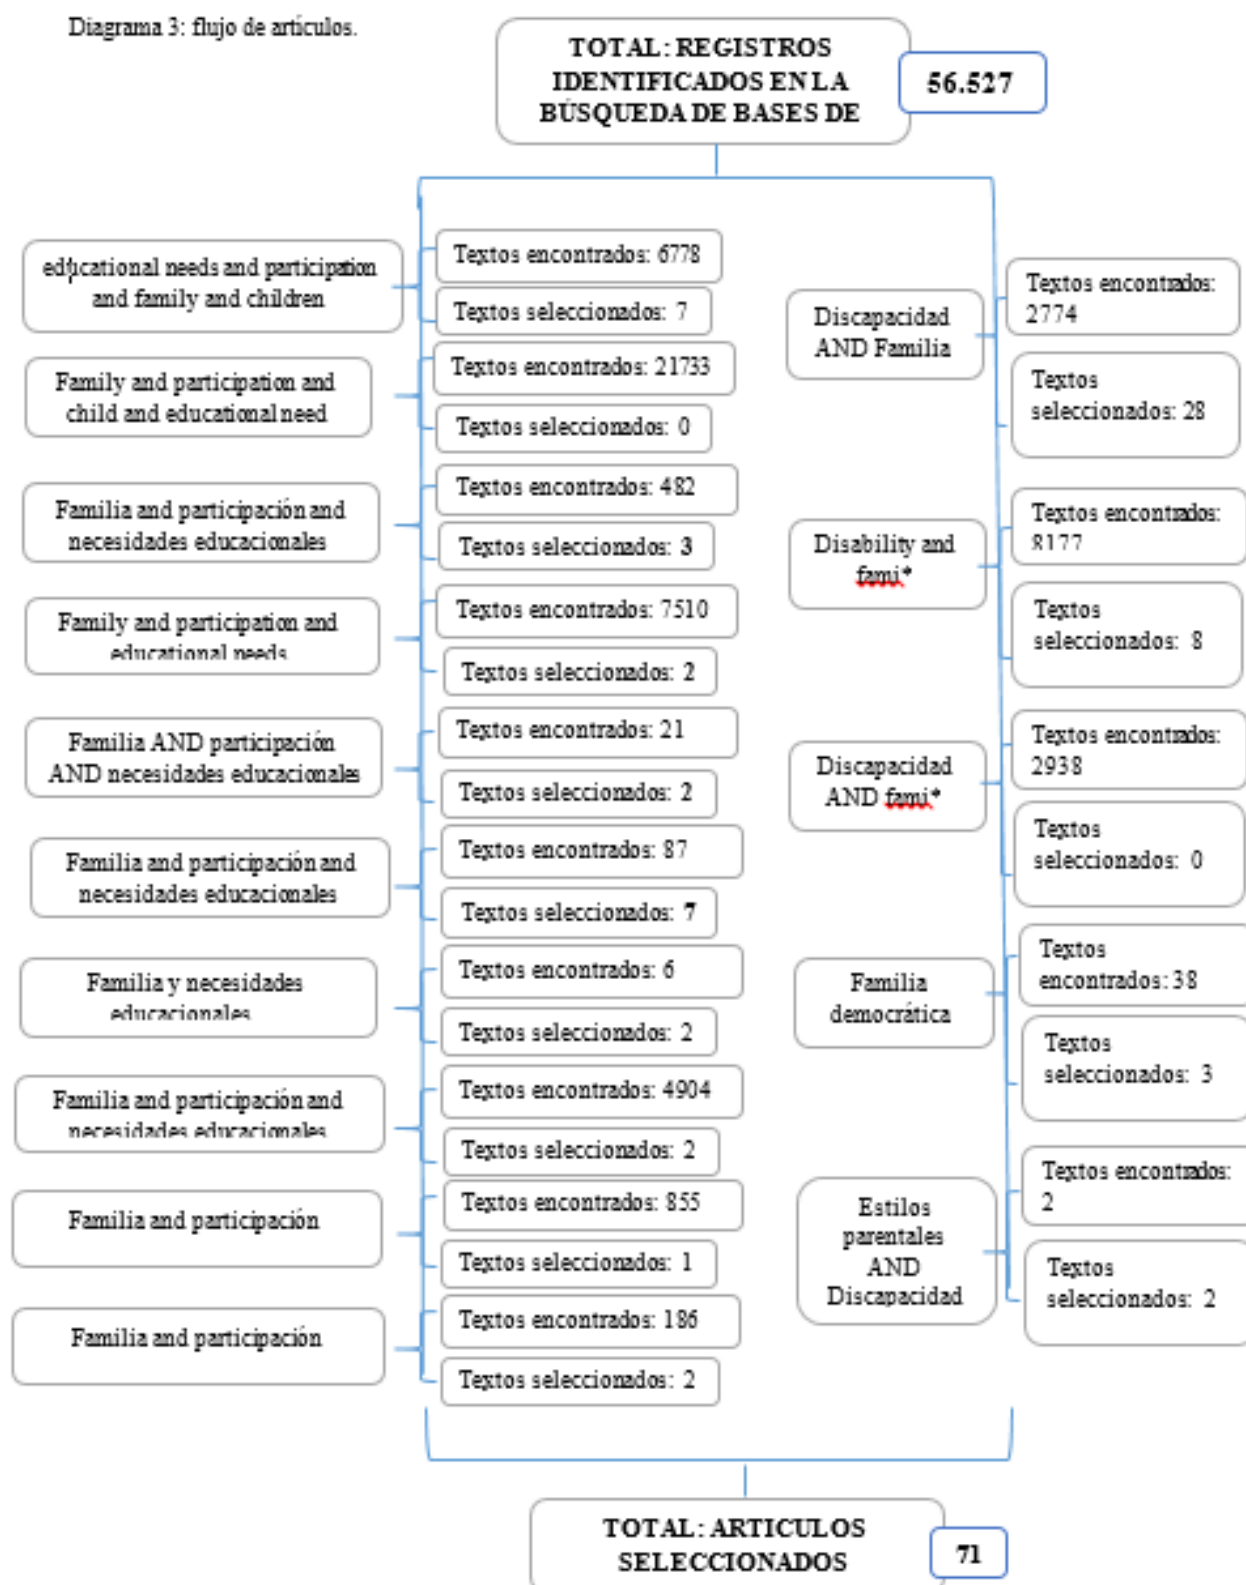 Diagrama 3: flujo de artículos.
TOTAL: REGISTROS
IDENTIFICADOS EN LA
BÚSQUEDA DE BASES DE
56.527
educational needs and participation
and family and children
Textos encontrados: 6778
Textos seleccionados: 7
Family and participation and
child and educational need
Textos encontrados: 21733
Textos seleccionados: 0
Familia and participación and
necesidades educacionales
Textos encontrados: 482
Textos seleccionados: 3
Family and participation and
educational needs
Textos encontrados: 7510
Textos seleccionados: 2
Familia AND participación
AND necesidades educacionales
Textos encontrados: 21
Textos seleccionados: 2
Familia and participación and
necesidades educacionales
Textos encontrados: 87
Textos seleccionados: 7
Familia y necesidades
educacionales
Textos encontrados: 6
Textos seleccionados: 2
Familia and participación and
necesidades educacionales
Textos encontrados: 4904
Textos seleccionados: 2
Familia and participación
Textos encontrados: 855
Textos seleccionados: 1
Familia and participación
Textos encontrados: 186
Textos seleccionados: 2
Discapacidad
AND Familia
Textos encontrados:
2774
Textos
seleccionados: 28
Disability and
fami*
Textos encontrados:
8177
Textos
seleccionados: 8
Discapacidad
AND fami*
Textos encontrados:
2938
Textos
seleccionados: 0
Familia
democrática
Textos
encontrados: 38
Textos
seleccionados: 3
Estilos
parentales
AND
Discapacidad
Textos encontrados:
2
Textos
seleccionados: 2
TOTAL: ARTICULOS
SELECCIONADOS
71